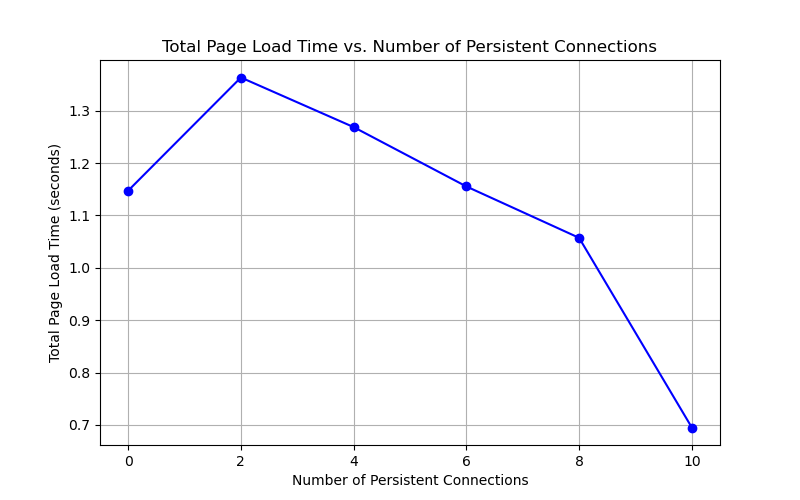 Total Page Load Time vs. Number of Persistent Connections
Total Page Load Time (seconds)
1.3
1.2
1.1
1.0
0.9
0.8
0.7
0 2 4 6 8 10
Number of Persistent Connections